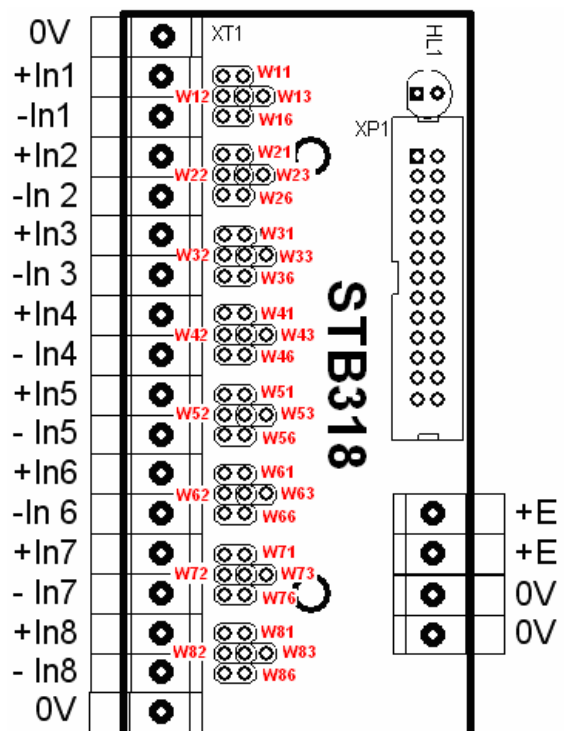 0V XT1 HL1
+In1 W11
W12 W13
-In1 W16
XP1
+In2 W21
W22 W23
-In 2 W26
+In3 W31
W32 W33
-In 3 W36
STB318
+In4 W41
W42 W43
- In4 W46
+In5 W51
W52 W53
- In5 W56
+In6 W61
W62 W63
-In 6 W66
+E
+In7 W71
+E
W72 W73
- In7 W76
0V
+In8 W81
0V
W82 W83
- In8 W86
0V